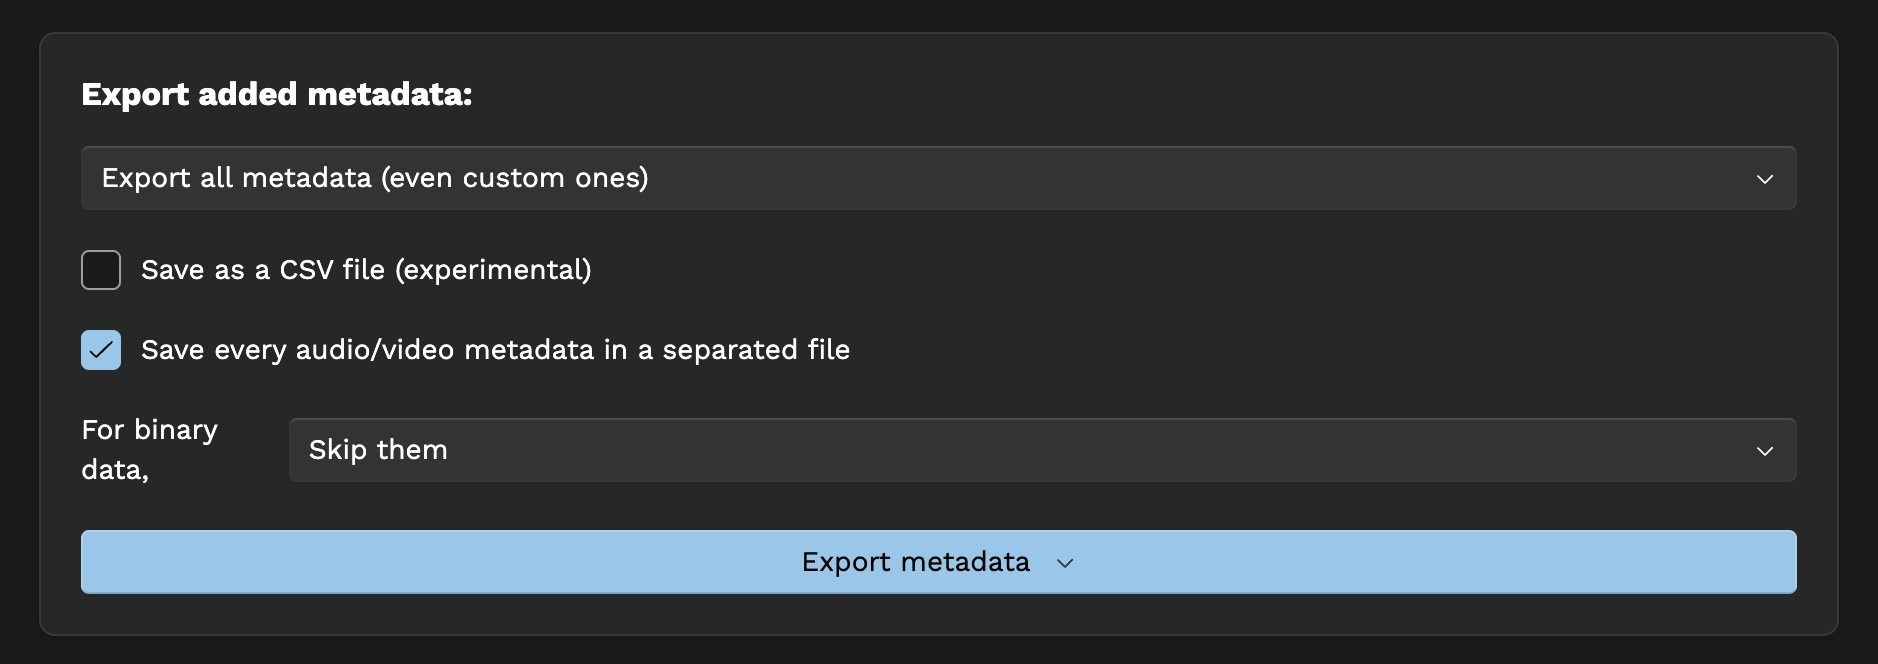 Export added metadata:
Export all metadata (even custom ones)
Save as a CSV file (experimental)
Save every audio/video metadata in a separated file
For binary
data,
Skip them
Export metadata